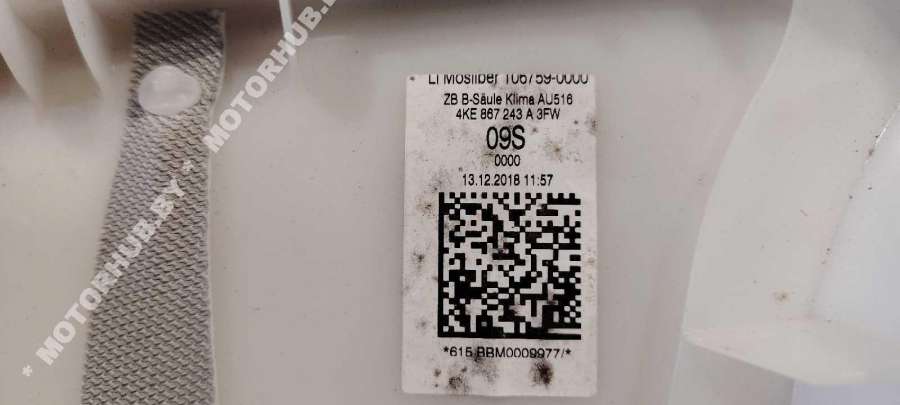 LI Mosilber 106759-0000
ZB B-Säule Klima AU516
4KE 867 243 A 3FW
09S
0000
13.12.2018 11:57
*615 BBM0009977/*
* MOTORHUB.BY * MOTORHUB.BY